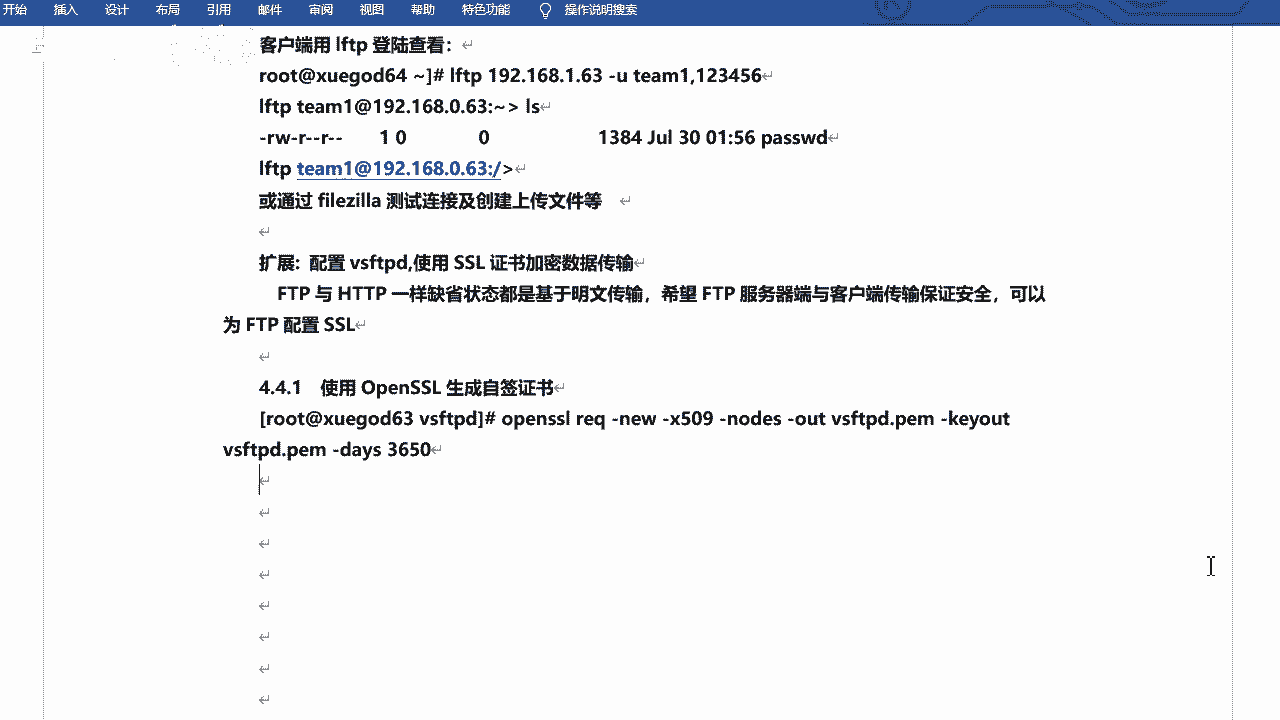 开始 插入 设计 布局 引用 邮件 审阅 视图 帮助 特色功能 操作说明搜索
客户端用 lftp 登陆查看：
root@xuegod64 ~]# lftp 192.168.1.63 -u team1,123456
lftp team1@192.168.0.63:~> ls
-rw-r--r-- 1 0 0 1384 Jul 30 01:56 passwd
lftp team1@192.168.0.63:/>
或通过 filezilla 测试连接及创建上传文件等
扩展：配置 vsftpd,使用 SSL 证书加密数据传输
FTP 与 HTTP 一样缺省状态都是基于明文传输，希望 FTP 服务器端与客户端传输保证安全，可以
为 FTP 配置 SSL
4.4.1 使用 OpenSSL 生成自签证书
[root@xuegod63 vsftpd]# openssl req -new -x509 -nodes -out vsftpd.pem -keyout
vsftpd.pem -days 3650